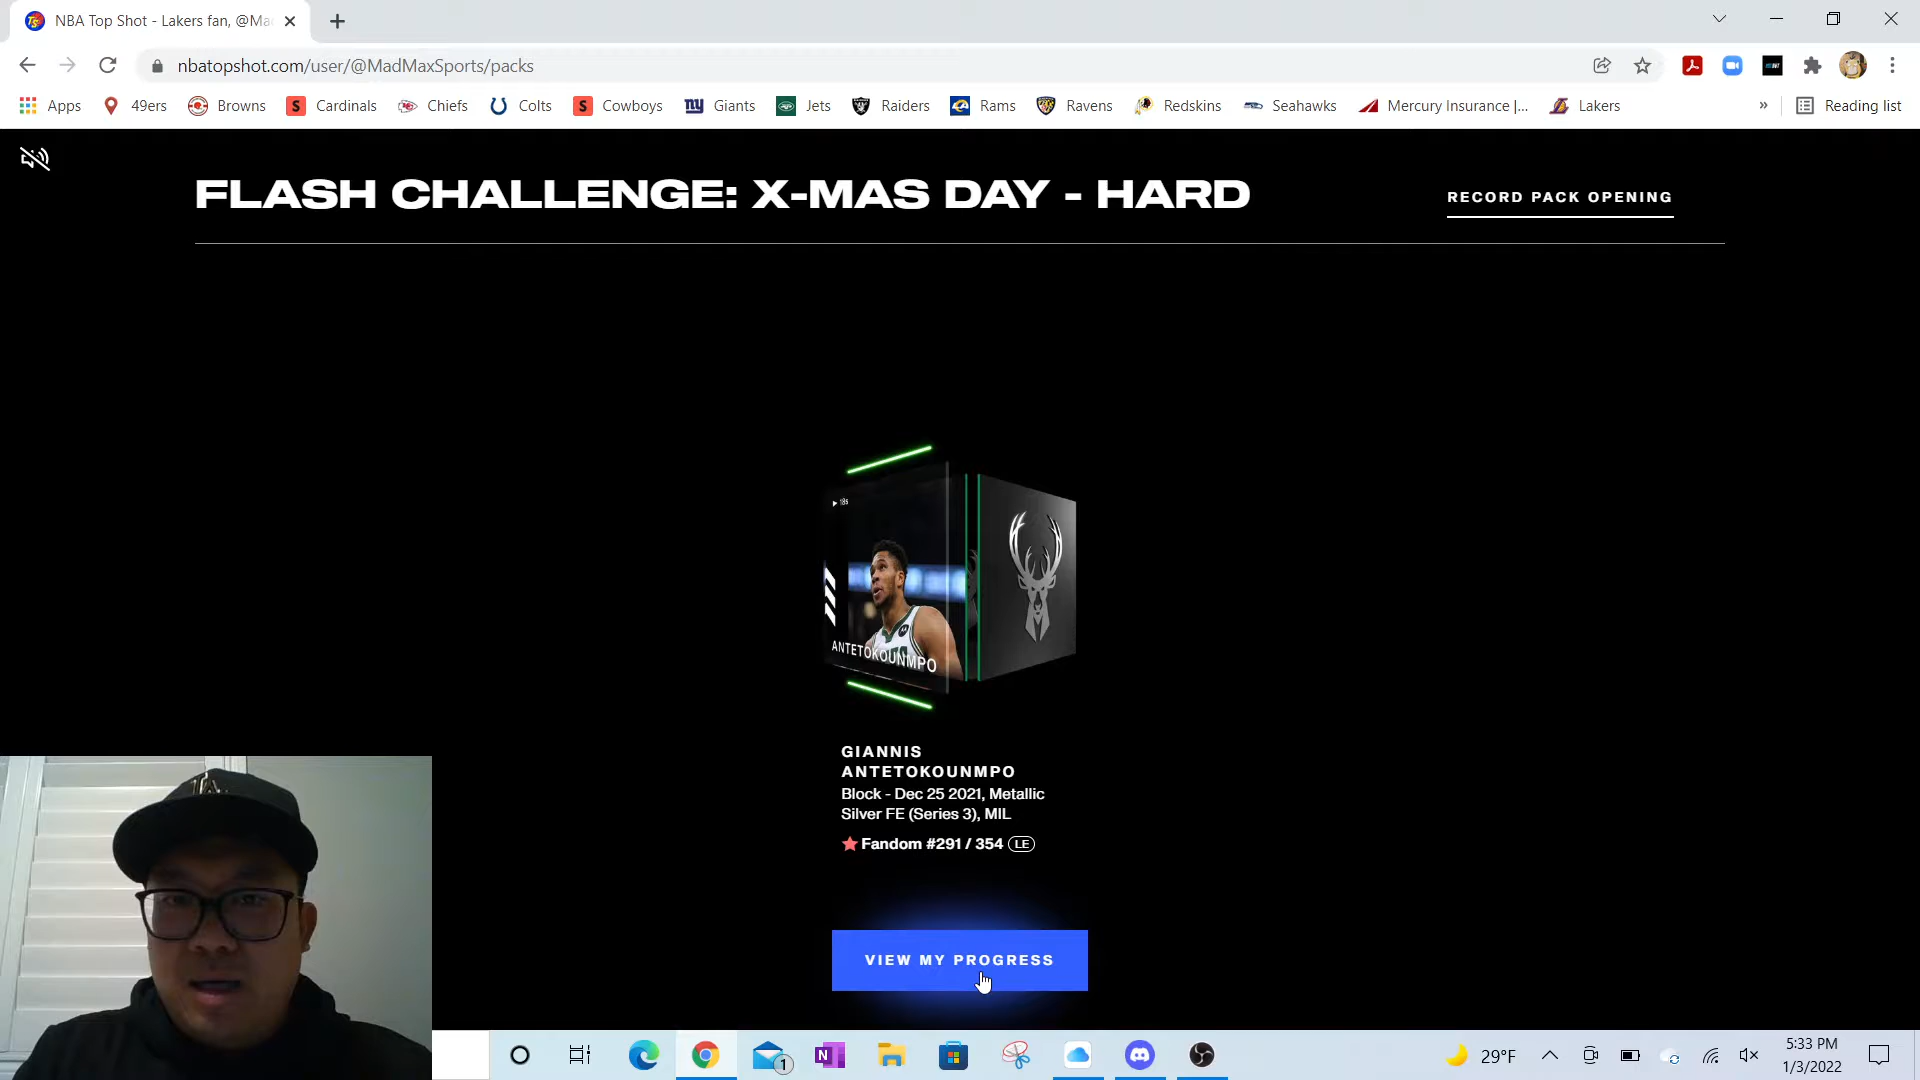 NBA Top Shot - Lakers fan, @Ma
nbatopshot.com/user/@MadMaxSports/packs
Apps 49ers Browns Cardinals Chiefs Colts Cowboys Giants Jets Raiders Rams Ravens Redskins Seahawks Mercury Insurance |... Lakers » Reading list
FLASH CHALLENGE: X-MAS DAY - HARD
RECORD PACK OPENING
18s
ANTETOKOUNMPO
GIANNIS
ANTETOKOUNMPO
Block - Dec 25 2021, Metallic
Silver FE (Series 3), MIL
Fandom #291 / 354 LE
VIEW MY PROGRESS
1
29°F
5:33 PM
1/3/2022